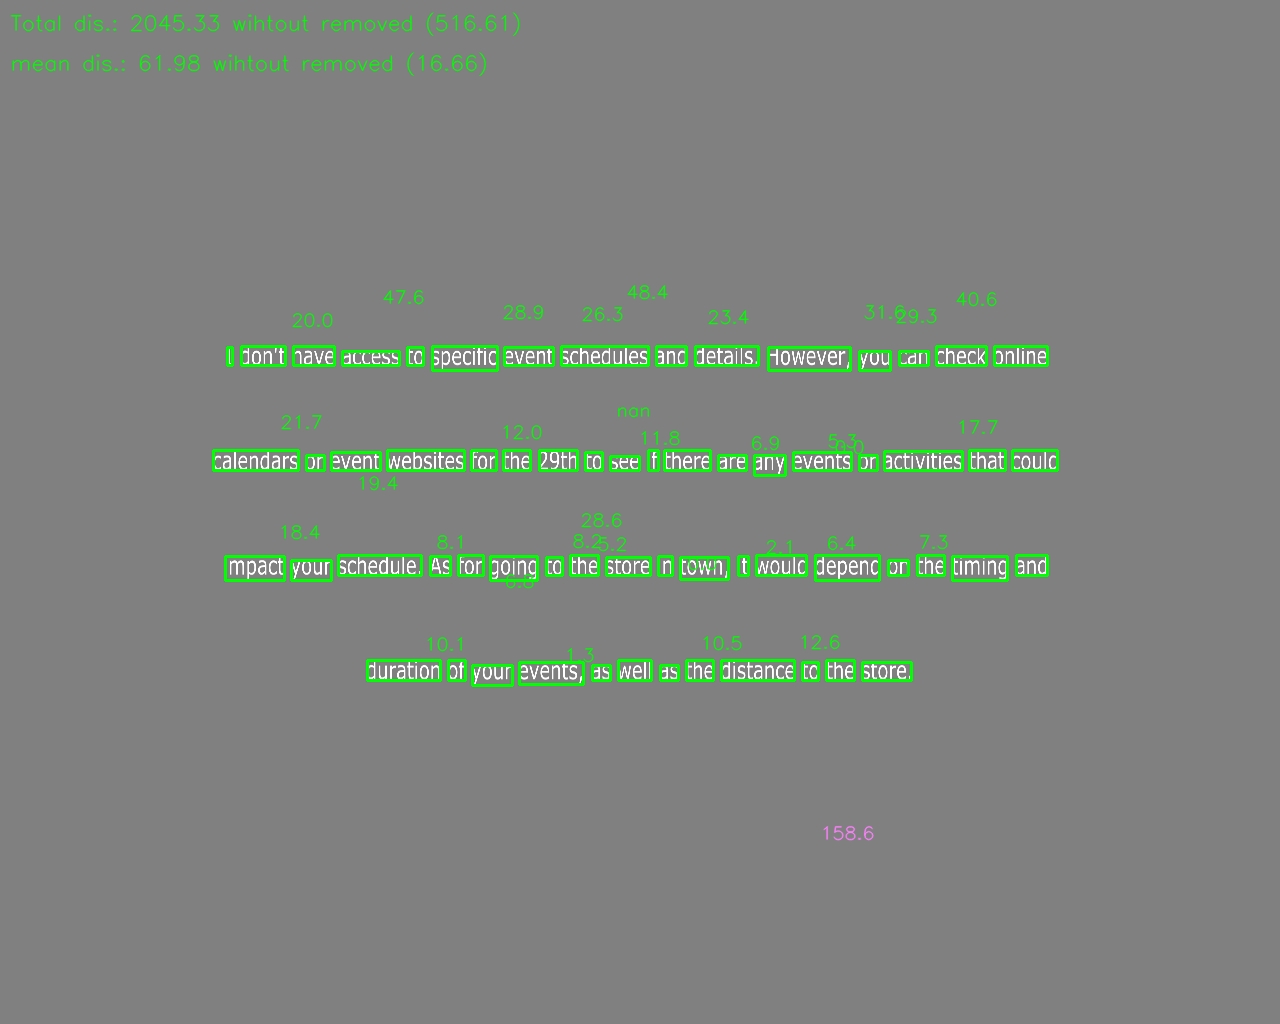 Total dis.: 2045.33 wihtout removed (516.61)
mean dis.: 61.98 wihtout removed (16.66)
47.6 48.4 40.6
20.0 28.9 26.3 23.4 31.6 29.3
I don't have access to specific event schedules and details. However, you can check online
nan
21.7 12.0 11.8 6.9 17.7
calendars or event websites for the 29th to see if there are any events or activities that could
19.4
28.6
18.4 8.1 8.2 5.2 2.1 6.4 7.3
impact your schedule. As for going to the store in town, it would depend on the timing and
10.1 1.3 10.5 12.6
duration of your events, as well as the distance to the store.
158.6